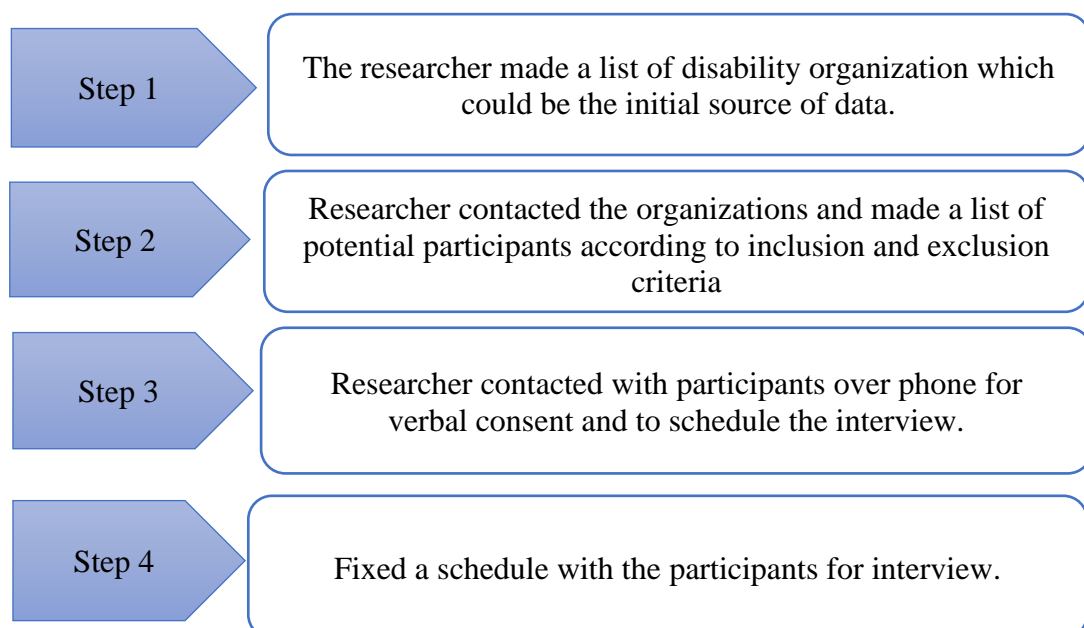 Step 1
The researcher made a list of disability organization which
could be the initial source of data.
Step 2
Researcher contacted the organizations and made a list of
potential participants according to inclusion and exclusion
criteria
Step 3
Researcher contacted with participants over phone for
verbal consent and to schedule the interview.
Step 4
Fixed a schedule with the participants for interview.